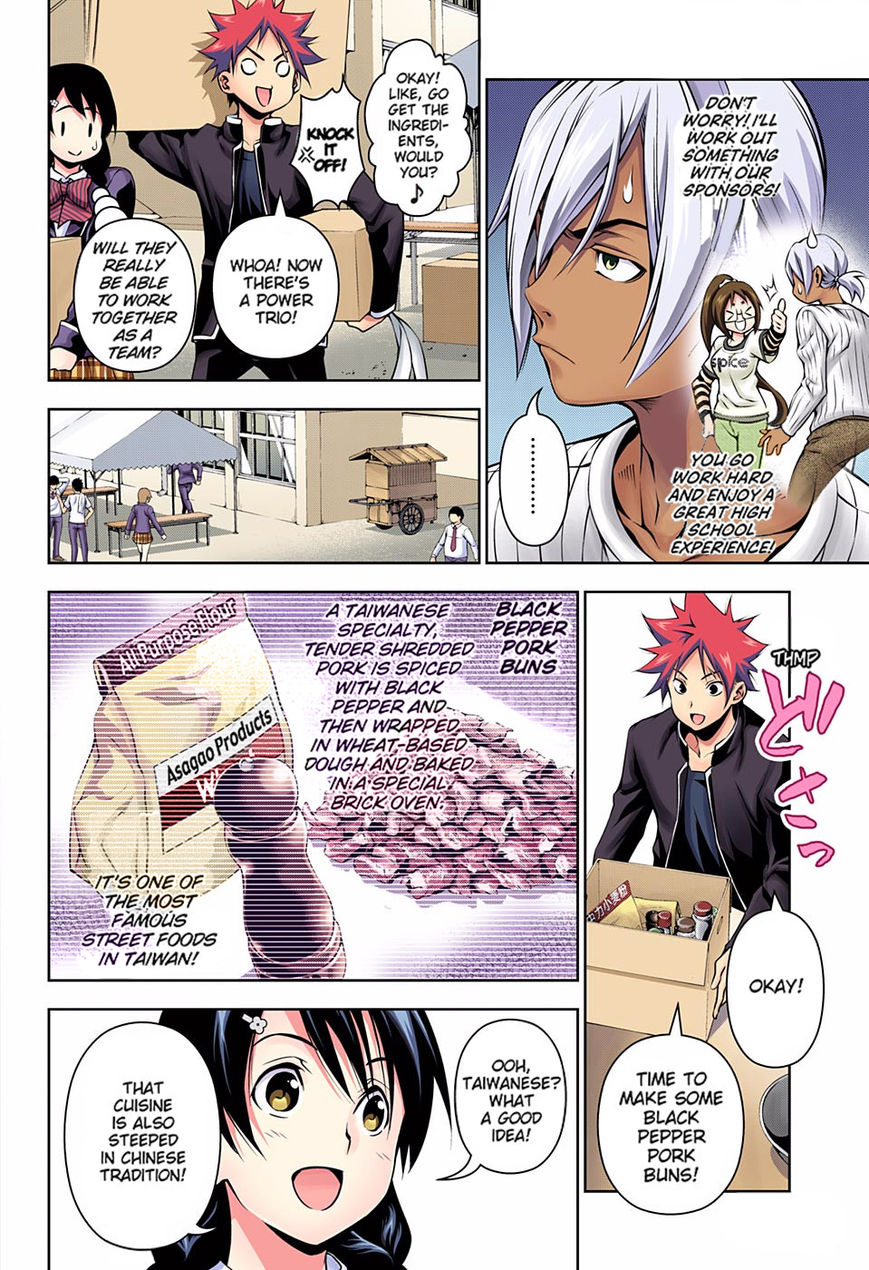 DON'T
WORRY! I'LL
WORK OUT
SOMETHING
WITH OUR
SPONSORS!
spice
YOU GO
WORK HARD
AND ENJOY A
GREAT HIGH
SCHOOL
EXPERIENCE!
.........
OKAY!
LIKE, GO
GET THE
INGREDI-
ENTS,
WOULD
YOU?
♪
KNOCK
IT
OFF!
WHOA! NOW
THERE'S
A POWER
TRIO!
WILL THEY
REALLY
BE ABLE
TO WORK
TOGETHER
AS A
TEAM?
THMP
ドサっ
小麦粉
OKAY!
TIME TO
MAKE SOME
BLACK
PEPPER
PORK
BUNS!
BLACK
PEPPER
PORK
BUNS
A TAIWANESE
SPECIALTY,
TENDER SHREDDED
PORK IS SPICED
WITH BLACK
PEPPER AND
THEN WRAPPED
IN WHEAT-BASED
DOUGH AND BAKED
IN A SPECIAL
BRICK OVEN.
All Purpose Flour
Asagao Products
IT'S ONE OF
THE MOST
FAMOUS
STREET FOODS
IN TAIWAN!
OOH,
TAIWANESE?
WHAT
A GOOD
IDEA!
THAT
CUISINE
IS ALSO
STEEPED
IN CHINESE
TRADITION!